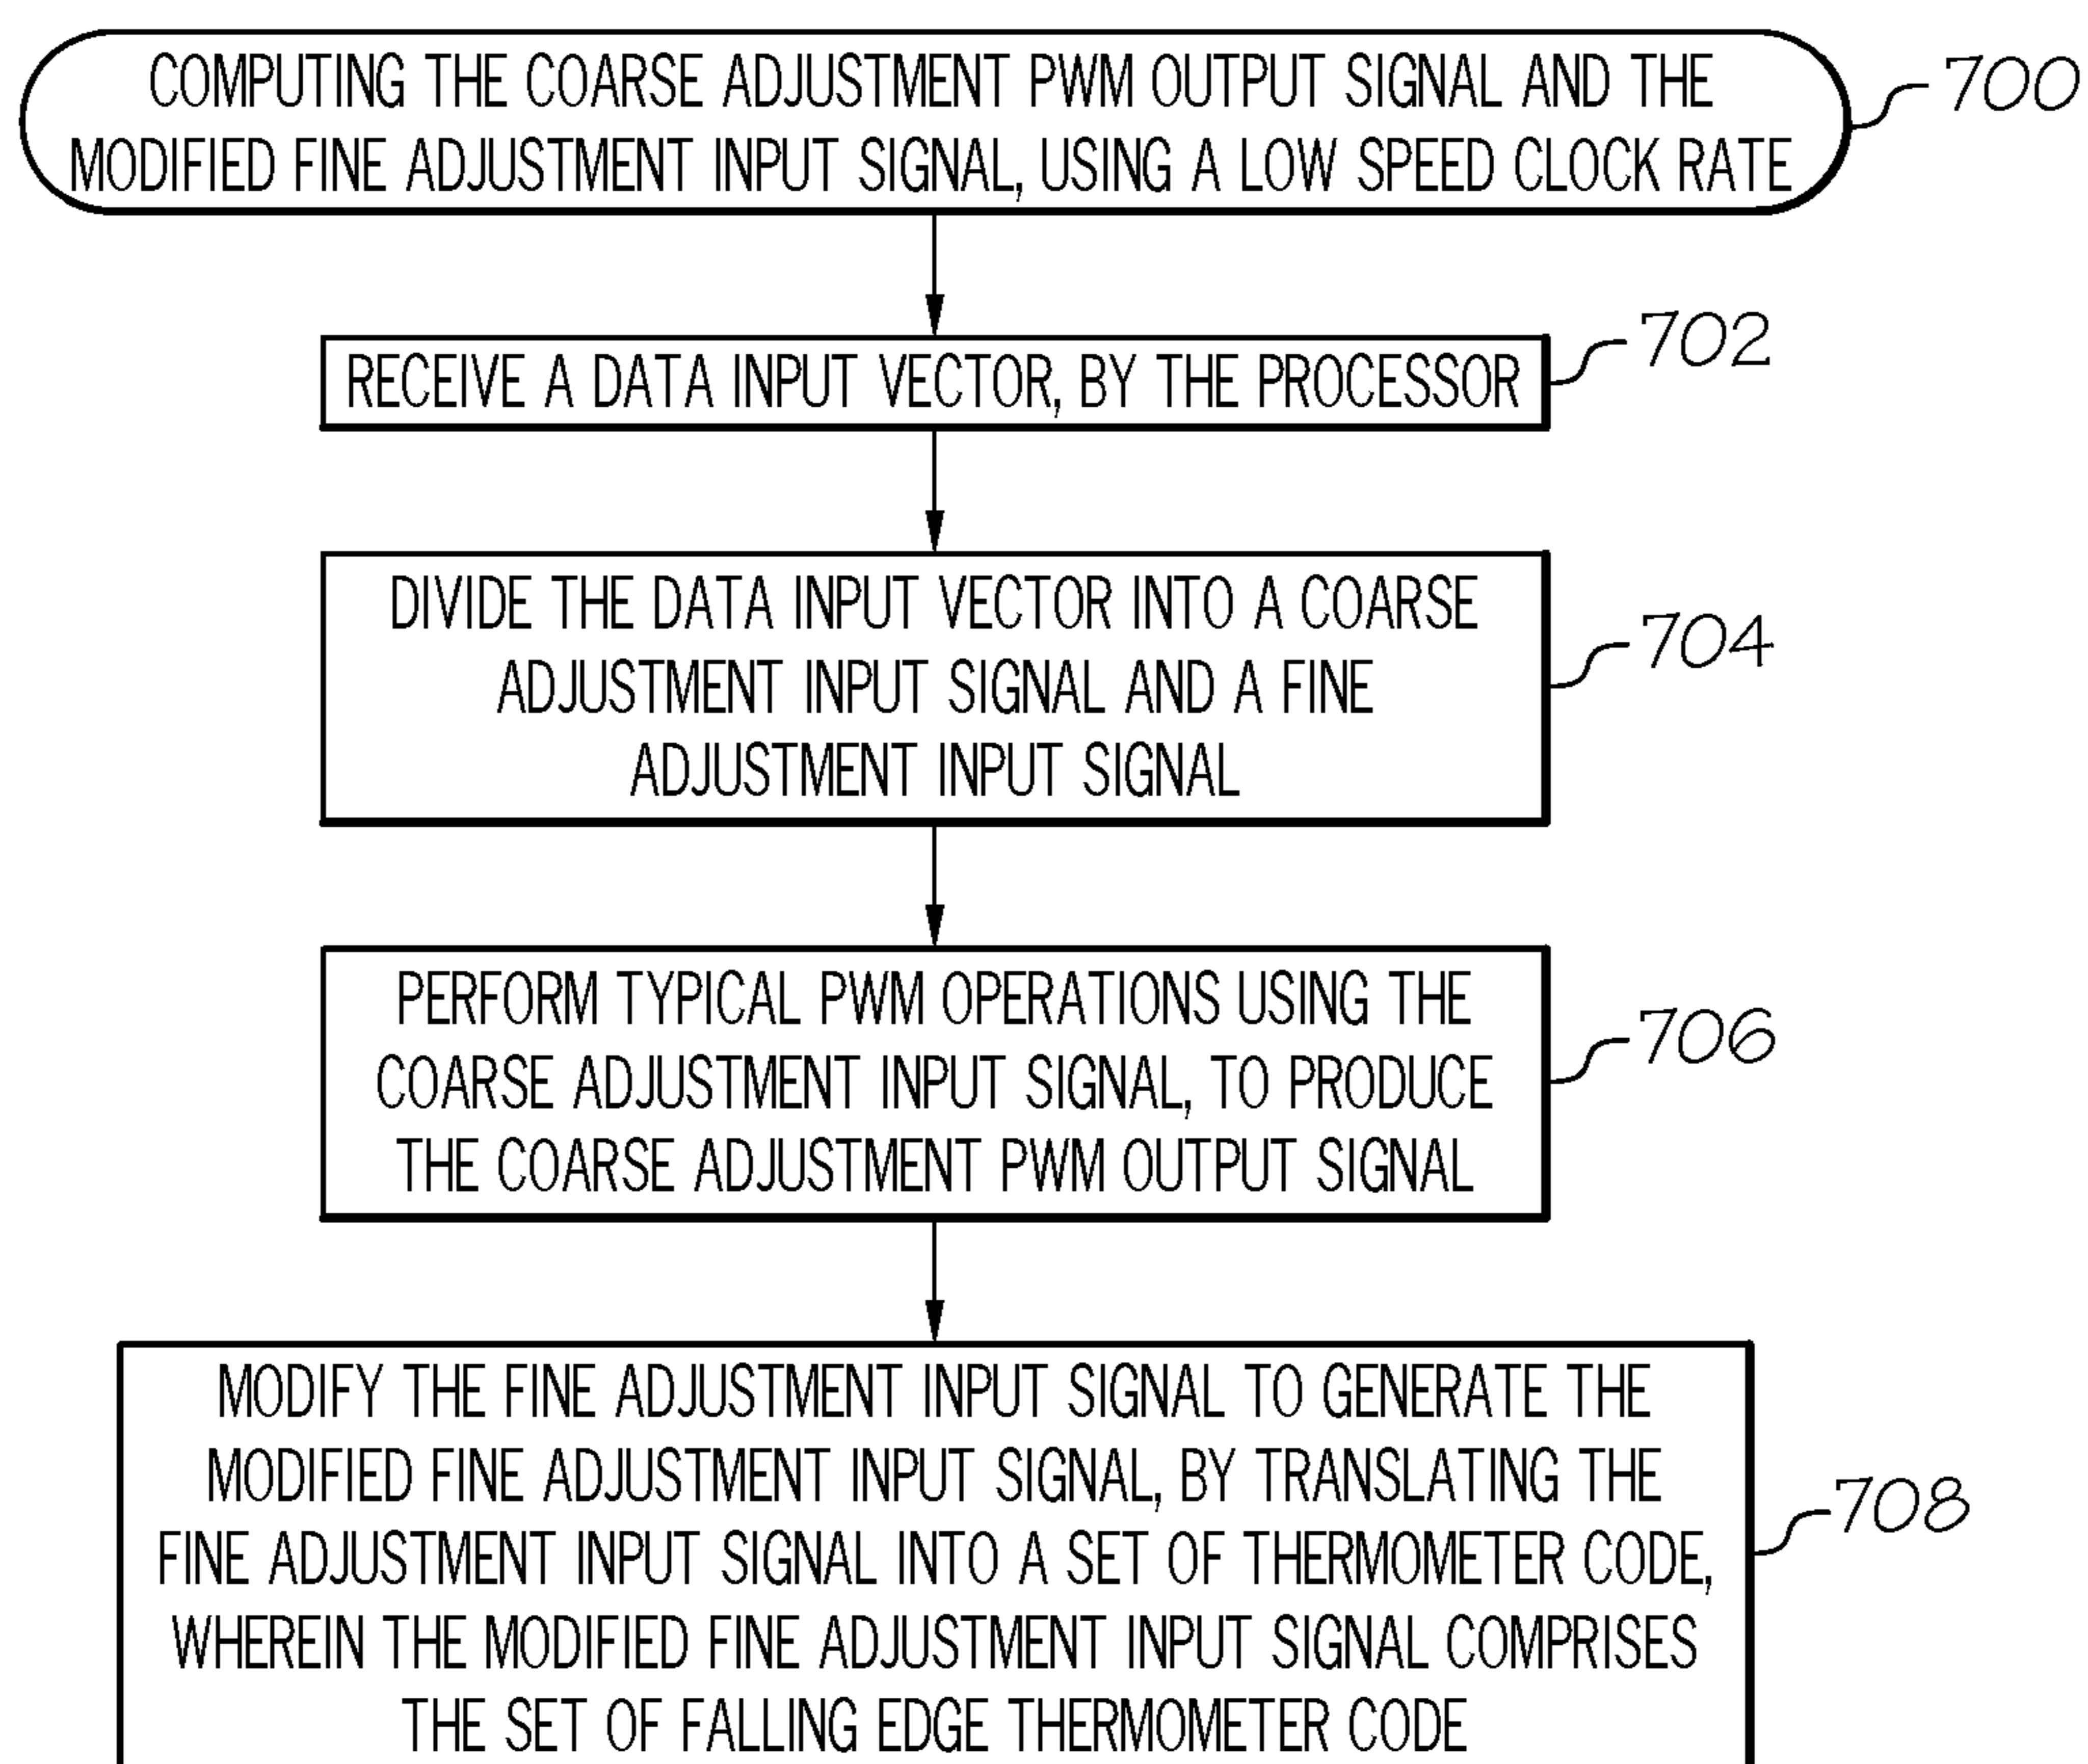 COMPUTING THE COARSE ADJUSTMENT PWM OUTPUT SIGNAL AND THE
MODIFIED FINE ADJUSTMENT INPUT SIGNAL, USING A LOW SPEED CLOCK RATE
700
RECEIVE A DATA INPUT VECTOR, BY THE PROCESSOR
702
DIVIDE THE DATA INPUT VECTOR INTO A COARSE
ADJUSTMENT INPUT SIGNAL AND A FINE
ADJUSTMENT INPUT SIGNAL
704
PERFORM TYPICAL PWM OPERATIONS USING THE
COARSE ADJUSTMENT INPUT SIGNAL, TO PRODUCE
THE COARSE ADJUSTMENT PWM OUTPUT SIGNAL
706
MODIFY THE FINE ADJUSTMENT INPUT SIGNAL TO GENERATE THE
MODIFIED FINE ADJUSTMENT INPUT SIGNAL, BY TRANSLATING THE
FINE ADJUSTMENT INPUT SIGNAL INTO A SET OF THERMOMETER CODE,
WHEREIN THE MODIFIED FINE ADJUSTMENT INPUT SIGNAL COMPRISES
THE SET OF FALLING EDGE THERMOMETER CODE
708